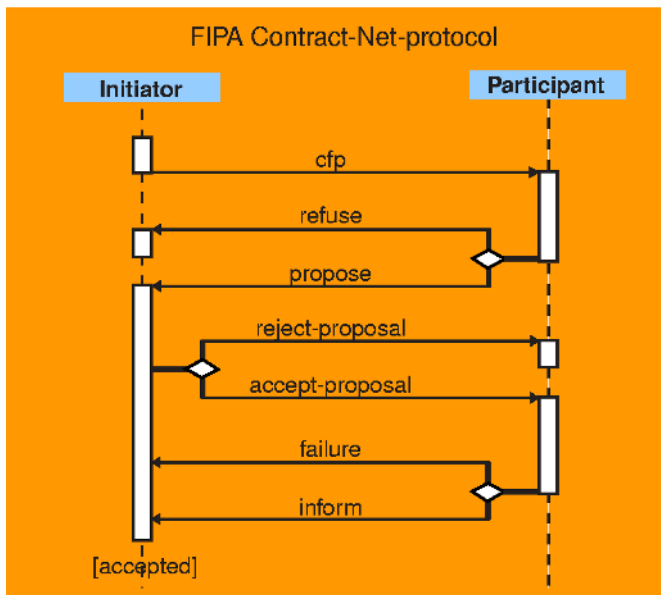 FIPA Contract-Net-protocol
Initiator
Participant
cfp
refuse
propose
reject-proposal
accept-proposal
failure
inform
[accepted]